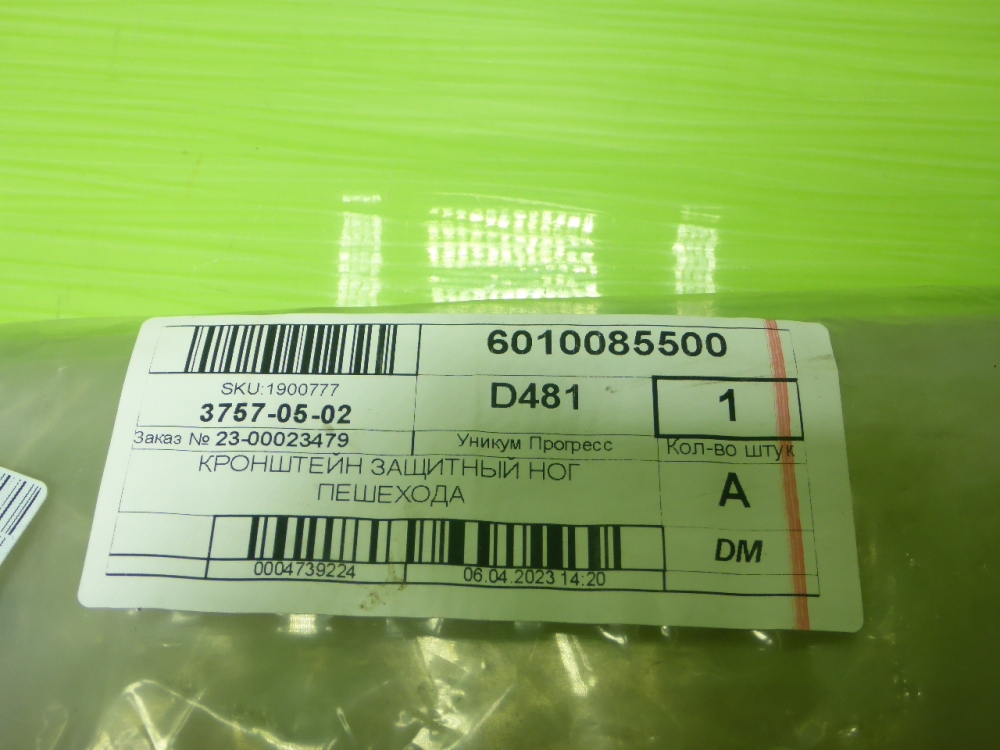 6010085500
SKU:1900777
3757-05-02
D481
1
Заказ № 23-00023479
Уникум Прогресс
Кол-во штук
КРОНШТЕЙН ЗАЩИТНЫЙ НОГ
ПЕШЕХОДА
A
DM
0004739224
06.04.2023 14:20